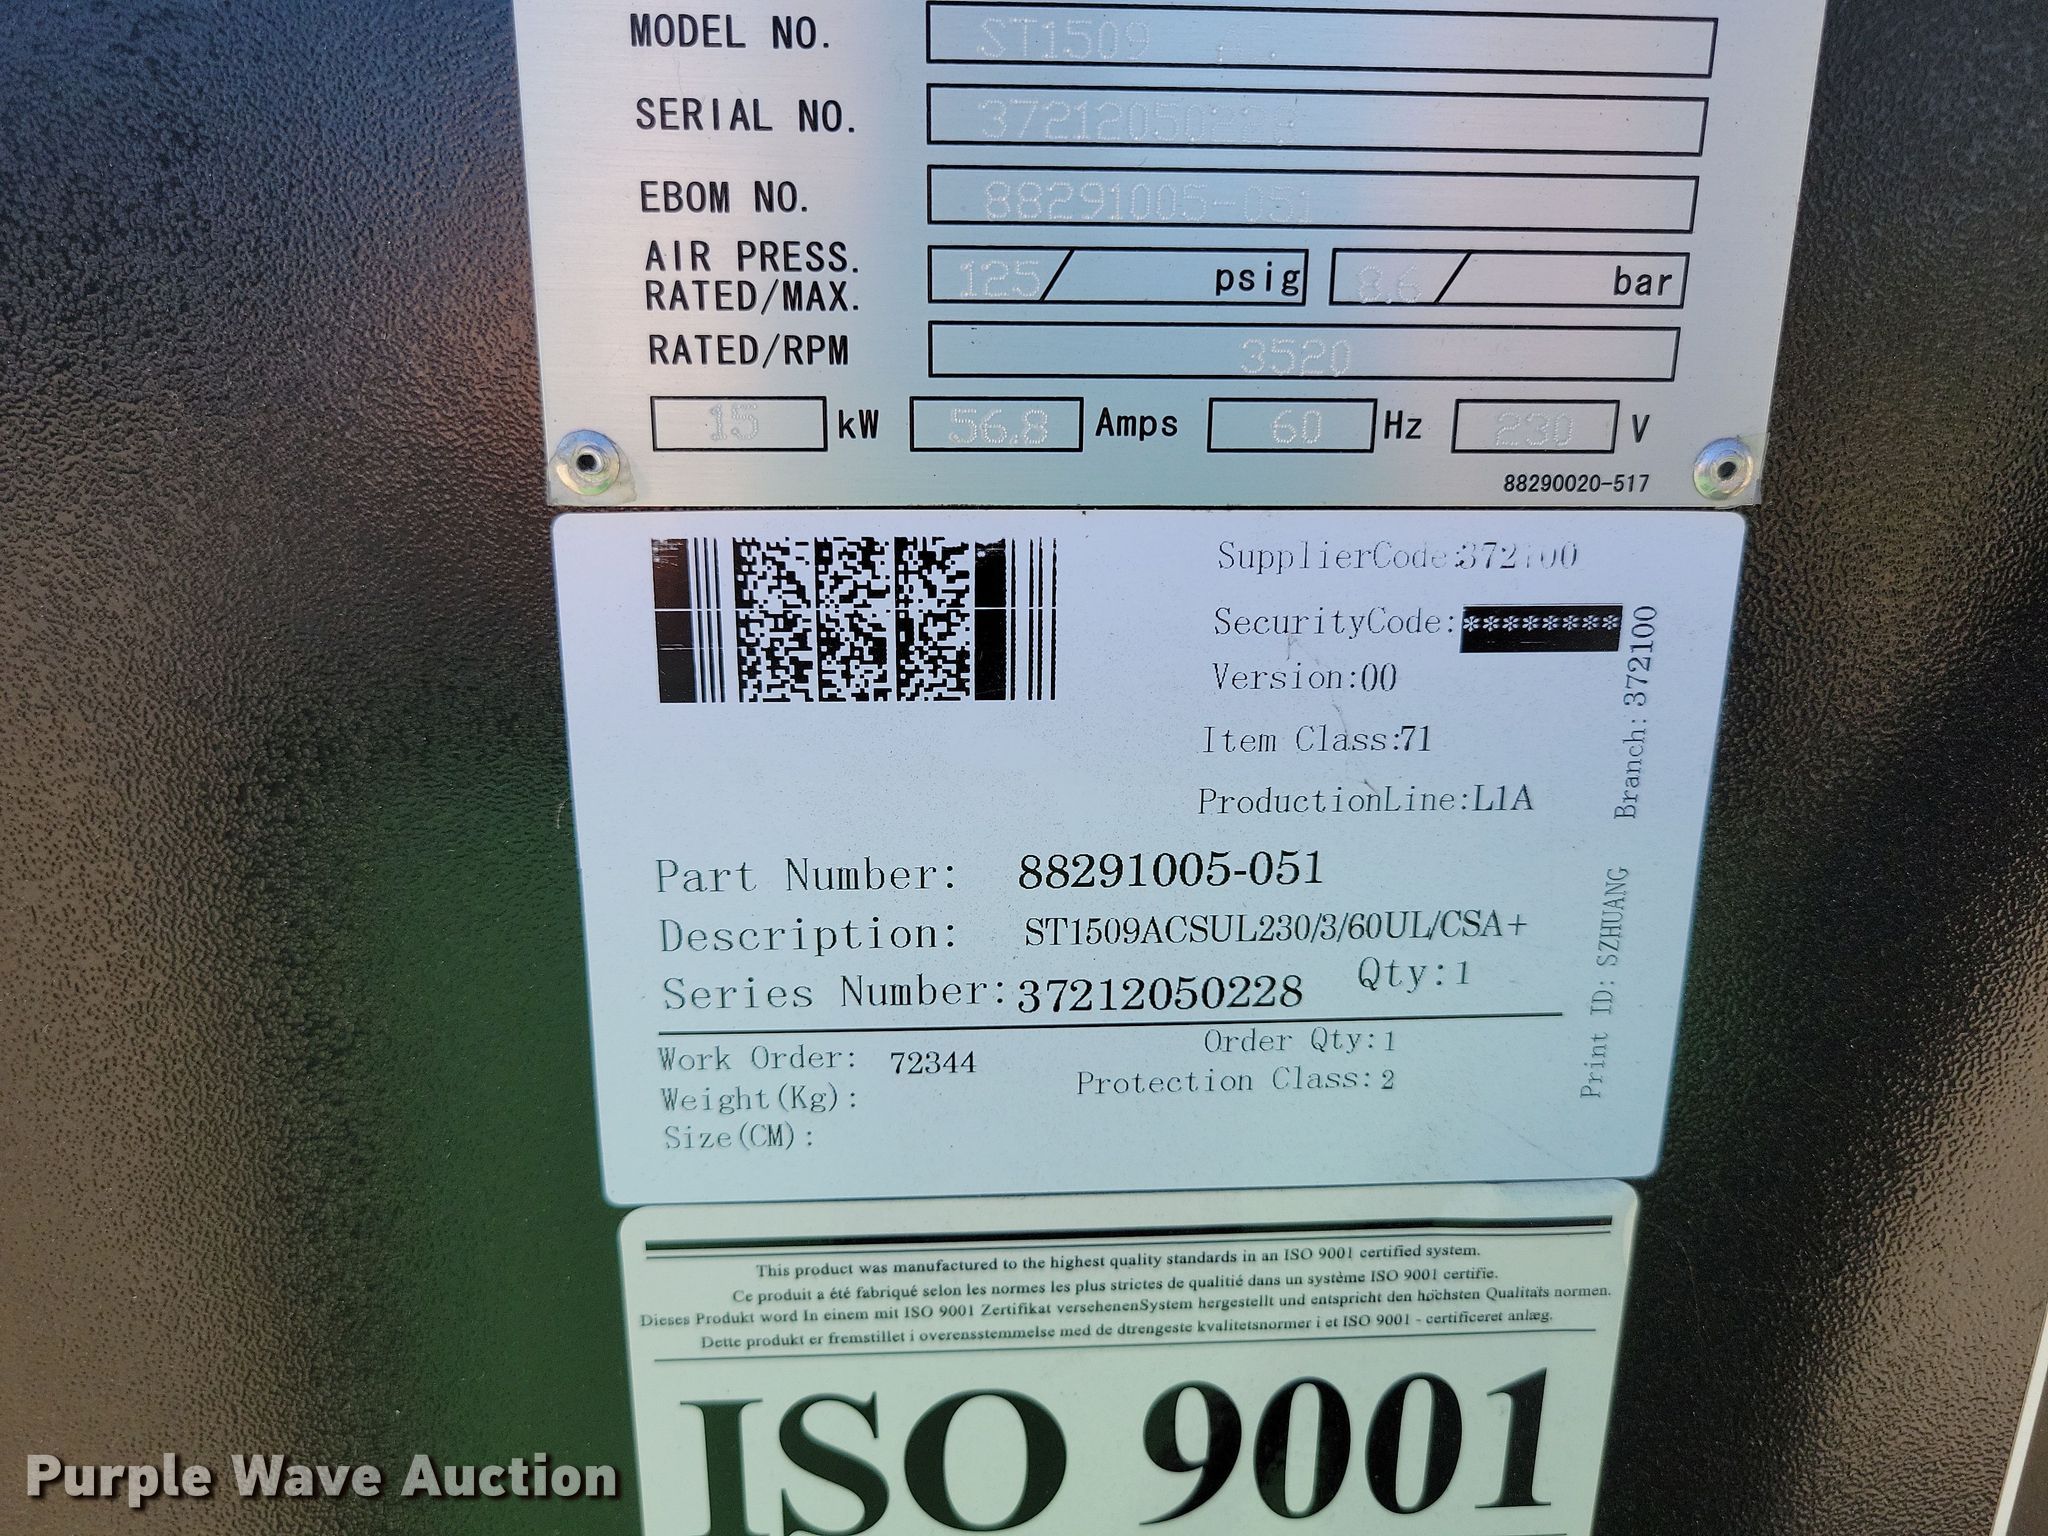 MODEL NO. ST1509
SERIAL NO. 37212050228
EBOM NO. 88291005-051
AIR PRESS. RATED/MAX. 125/ psig 8.6/ bar
RATED/RPM 3520
15 kW 56.8 Amps 60 Hz 230 V
88290020-517
SupplierCode:372100
SecurityCode:********
Version:00
Item Class:71
ProductionLine:L1A
Part Number: 88291005-051
Description: ST1509ACSUL230/3/60UL/CSA+
Series Number:37212050228 Qty:1
Work Order: 72344 Order Qty:1
Weight(Kg): Protection Class:2
Size(CM):
Print ID: SZHUANG Branch:372100
This product was manufactured to the highest quality standards in an ISO 9001 certified system.
Ce produit a été fabriqué selon les normes les plus strictes de qualitié dans un système ISO 9001 certifie.
Dieses Produkt word In einem mit ISO 9001 Zertifikat versehenenSystem hergestellt und entspricht den höchsten Qualitäts normen.
Dette produkt er fremstillet i overensstemmelse med de dtrengeste kvalitetsnormer i et ISO 9001 - certificeret anlæg.
ISO 9001
Purple Wave Auction